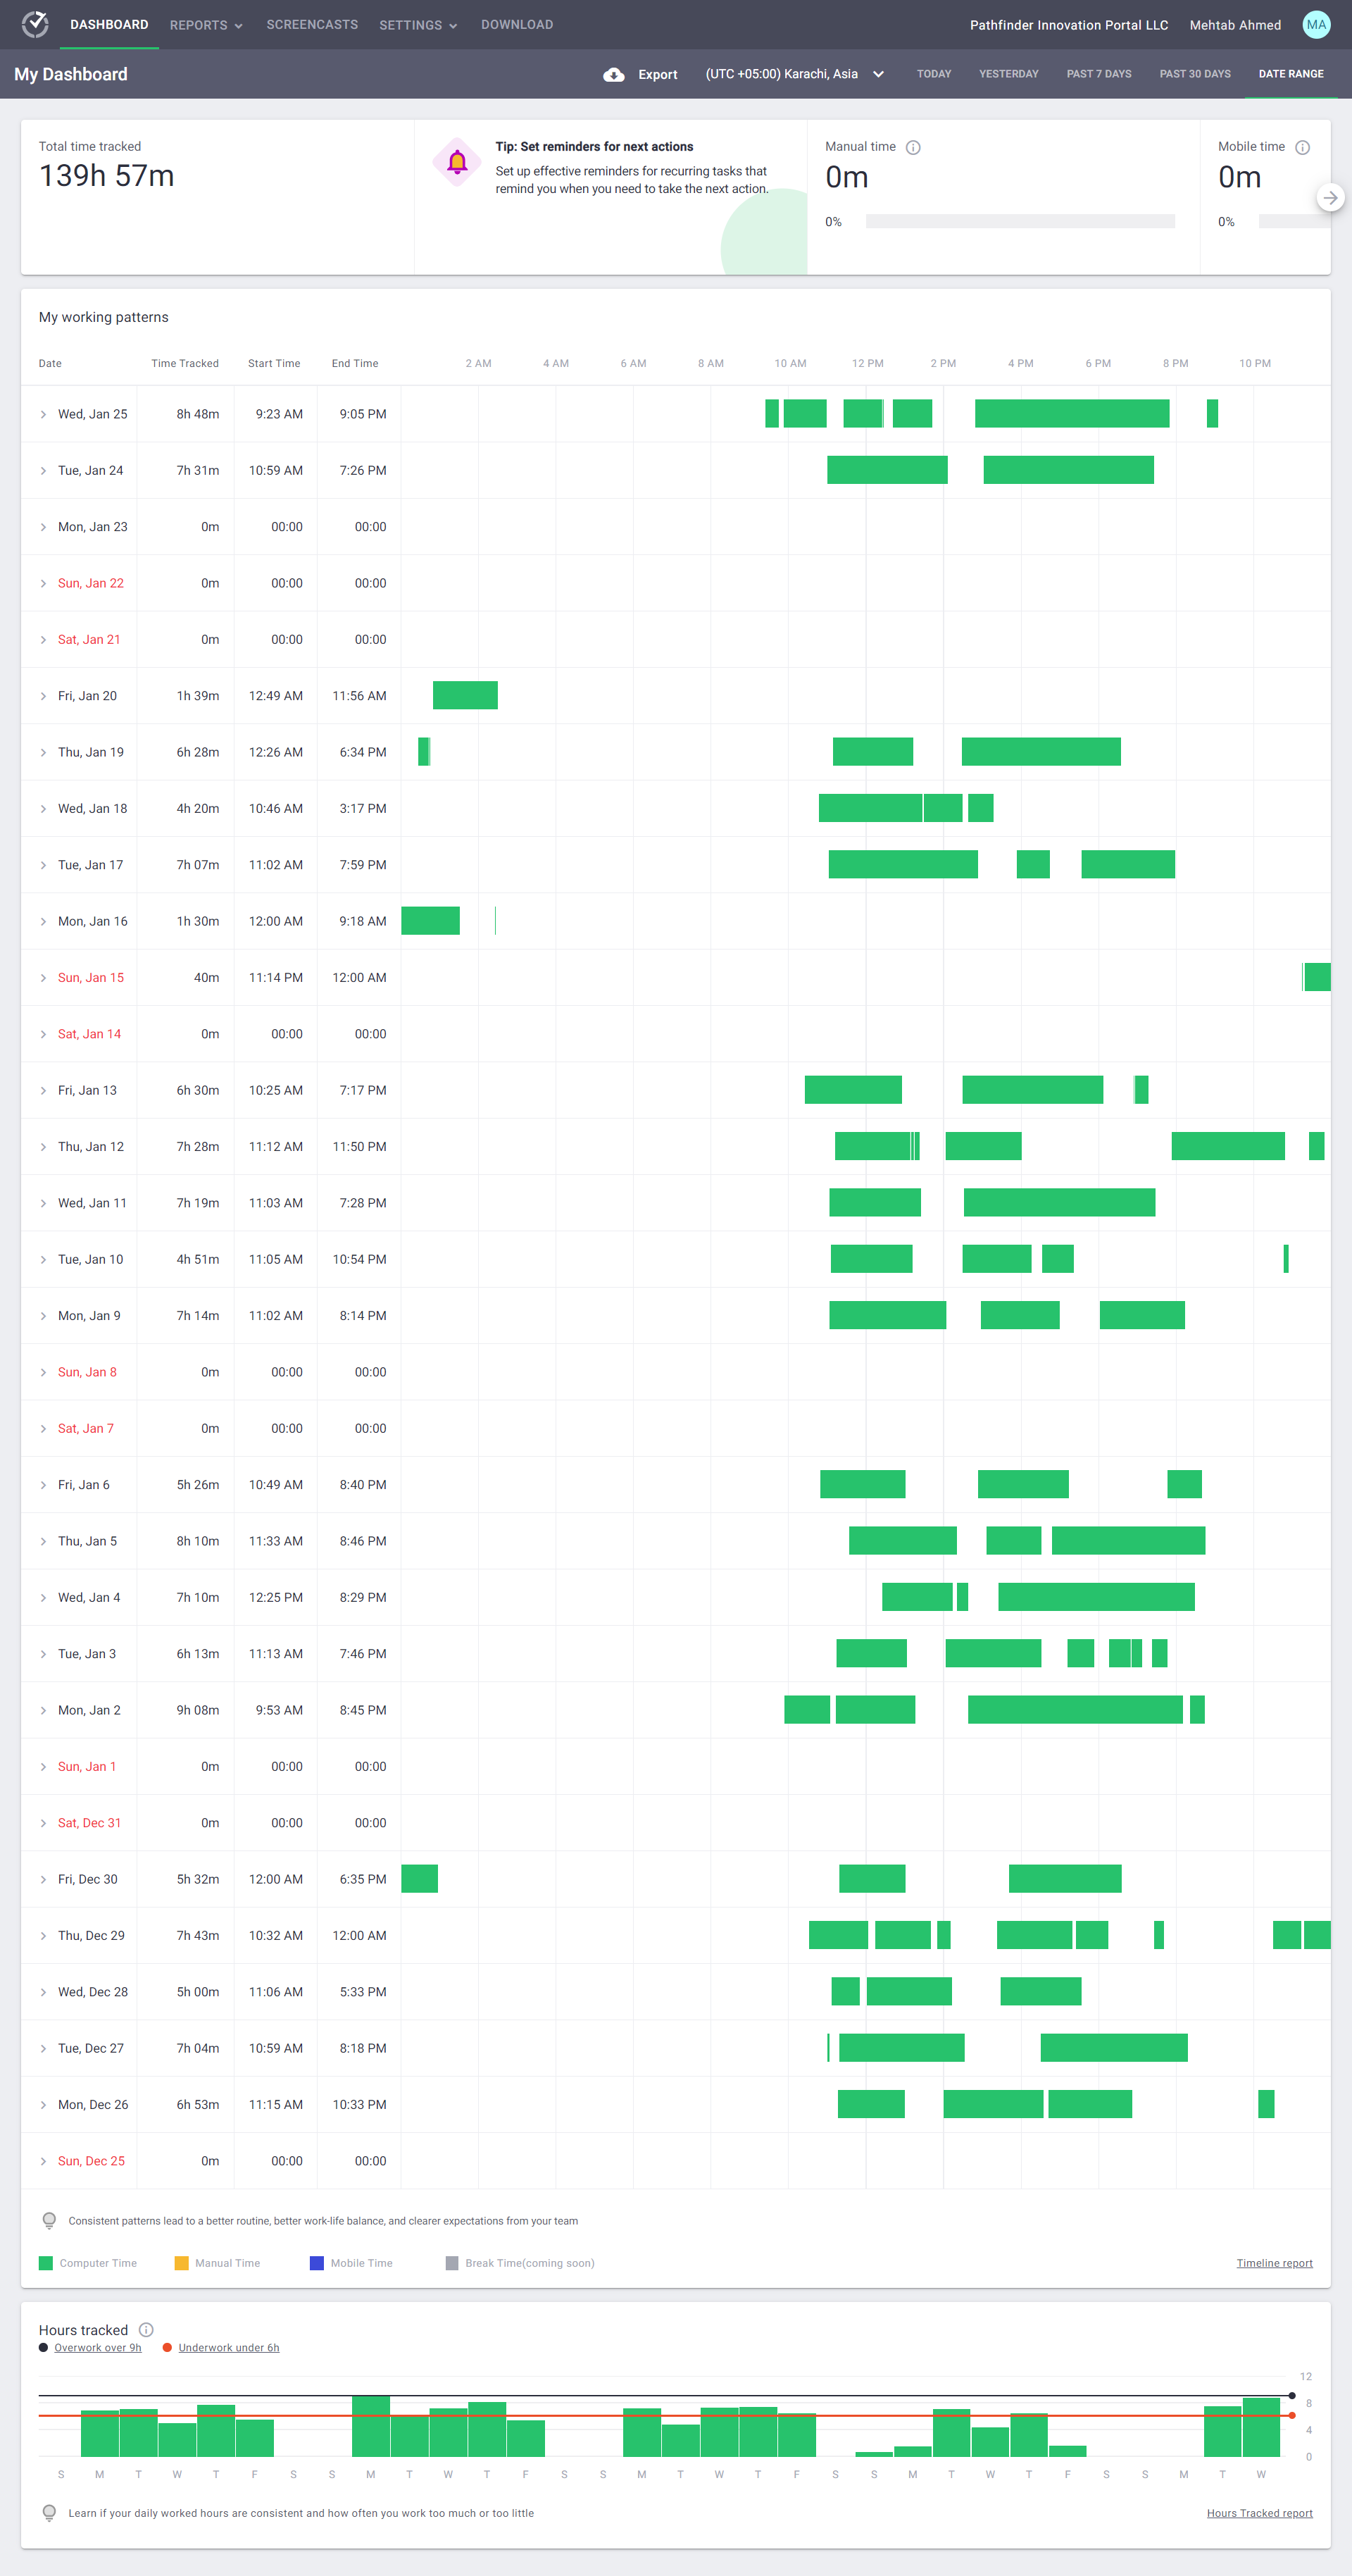 DASHBOARD REPORTS SCREENCASTS SETTINGS DOWNLOAD Pathfinder Innovation Portal LLC Mehtab Ahmed MA
My Dashboard Export (UTC +05:00) Karachi, Asia TODAY YESTERDAY PAST 7 DAYS PAST 30 DAYS DATE RANGE
Total time tracked
139h 57m
Tip: Set reminders for next actions
Set up effective reminders for recurring tasks that
remind you when you need to take the next action.
Manual time
0m
0%
Mobile time
0m
0%
My working patterns
Date Time Tracked Start Time End Time 2 AM 4 AM 6 AM 8 AM 10 AM 12 PM 2 PM 4 PM 6 PM 8 PM 10 PM
Wed, Jan 25 8h 48m 9:23 AM 9:05 PM
Tue, Jan 24 7h 31m 10:59 AM 7:26 PM
Mon, Jan 23 0m 00:00 00:00
Sun, Jan 22 0m 00:00 00:00
Sat, Jan 21 0m 00:00 00:00
Fri, Jan 20 1h 39m 12:49 AM 11:56 AM
Thu, Jan 19 6h 28m 12:26 AM 6:34 PM
Wed, Jan 18 4h 20m 10:46 AM 3:17 PM
Tue, Jan 17 7h 07m 11:02 AM 7:59 PM
Mon, Jan 16 1h 30m 12:00 AM 9:18 AM
Sun, Jan 15 40m 11:14 PM 12:00 AM
Sat, Jan 14 0m 00:00 00:00
Fri, Jan 13 6h 30m 10:25 AM 7:17 PM
Thu, Jan 12 7h 28m 11:12 AM 11:50 PM
Wed, Jan 11 7h 19m 11:03 AM 7:28 PM
Tue, Jan 10 4h 51m 11:05 AM 10:54 PM
Mon, Jan 9 7h 14m 11:02 AM 8:14 PM
Sun, Jan 8 0m 00:00 00:00
Sat, Jan 7 0m 00:00 00:00
Fri, Jan 6 5h 26m 10:49 AM 8:40 PM
Thu, Jan 5 8h 10m 11:33 AM 8:46 PM
Wed, Jan 4 7h 10m 12:25 PM 8:29 PM
Tue, Jan 3 6h 13m 11:13 AM 7:46 PM
Mon, Jan 2 9h 08m 9:53 AM 8:45 PM
Sun, Jan 1 0m 00:00 00:00
Sat, Dec 31 0m 00:00 00:00
Fri, Dec 30 5h 32m 12:00 AM 6:35 PM
Thu, Dec 29 7h 43m 10:32 AM 12:00 AM
Wed, Dec 28 5h 00m 11:06 AM 5:33 PM
Tue, Dec 27 7h 04m 10:59 AM 8:18 PM
Mon, Dec 26 6h 53m 11:15 AM 10:33 PM
Sun, Dec 25 0m 00:00 00:00
Consistent patterns lead to a better routine, better work-life balance, and clearer expectations from your team
Computer Time Manual Time Mobile Time Break Time(coming soon) Timeline report
Hours tracked
Overwork over 9h Underwork under 6h
12
8
4
0
S M T W T F S S M T W T F S S M T W T F S S M T W T F S S M T W
Learn if your daily worked hours are consistent and how often you work too much or too little Hours Tracked report